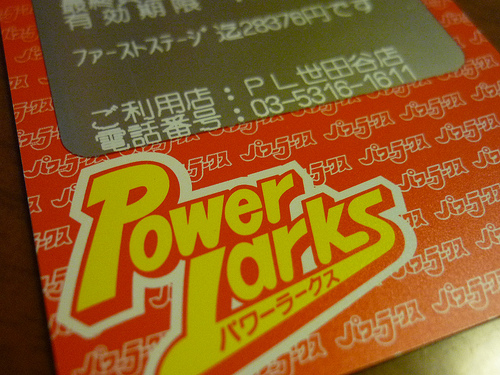 有効期限
ファーストステージ 迄28376円です
ご利用店:PL世田谷店
電話番号:03-5316-1611
Power
Larks
パワーラークス